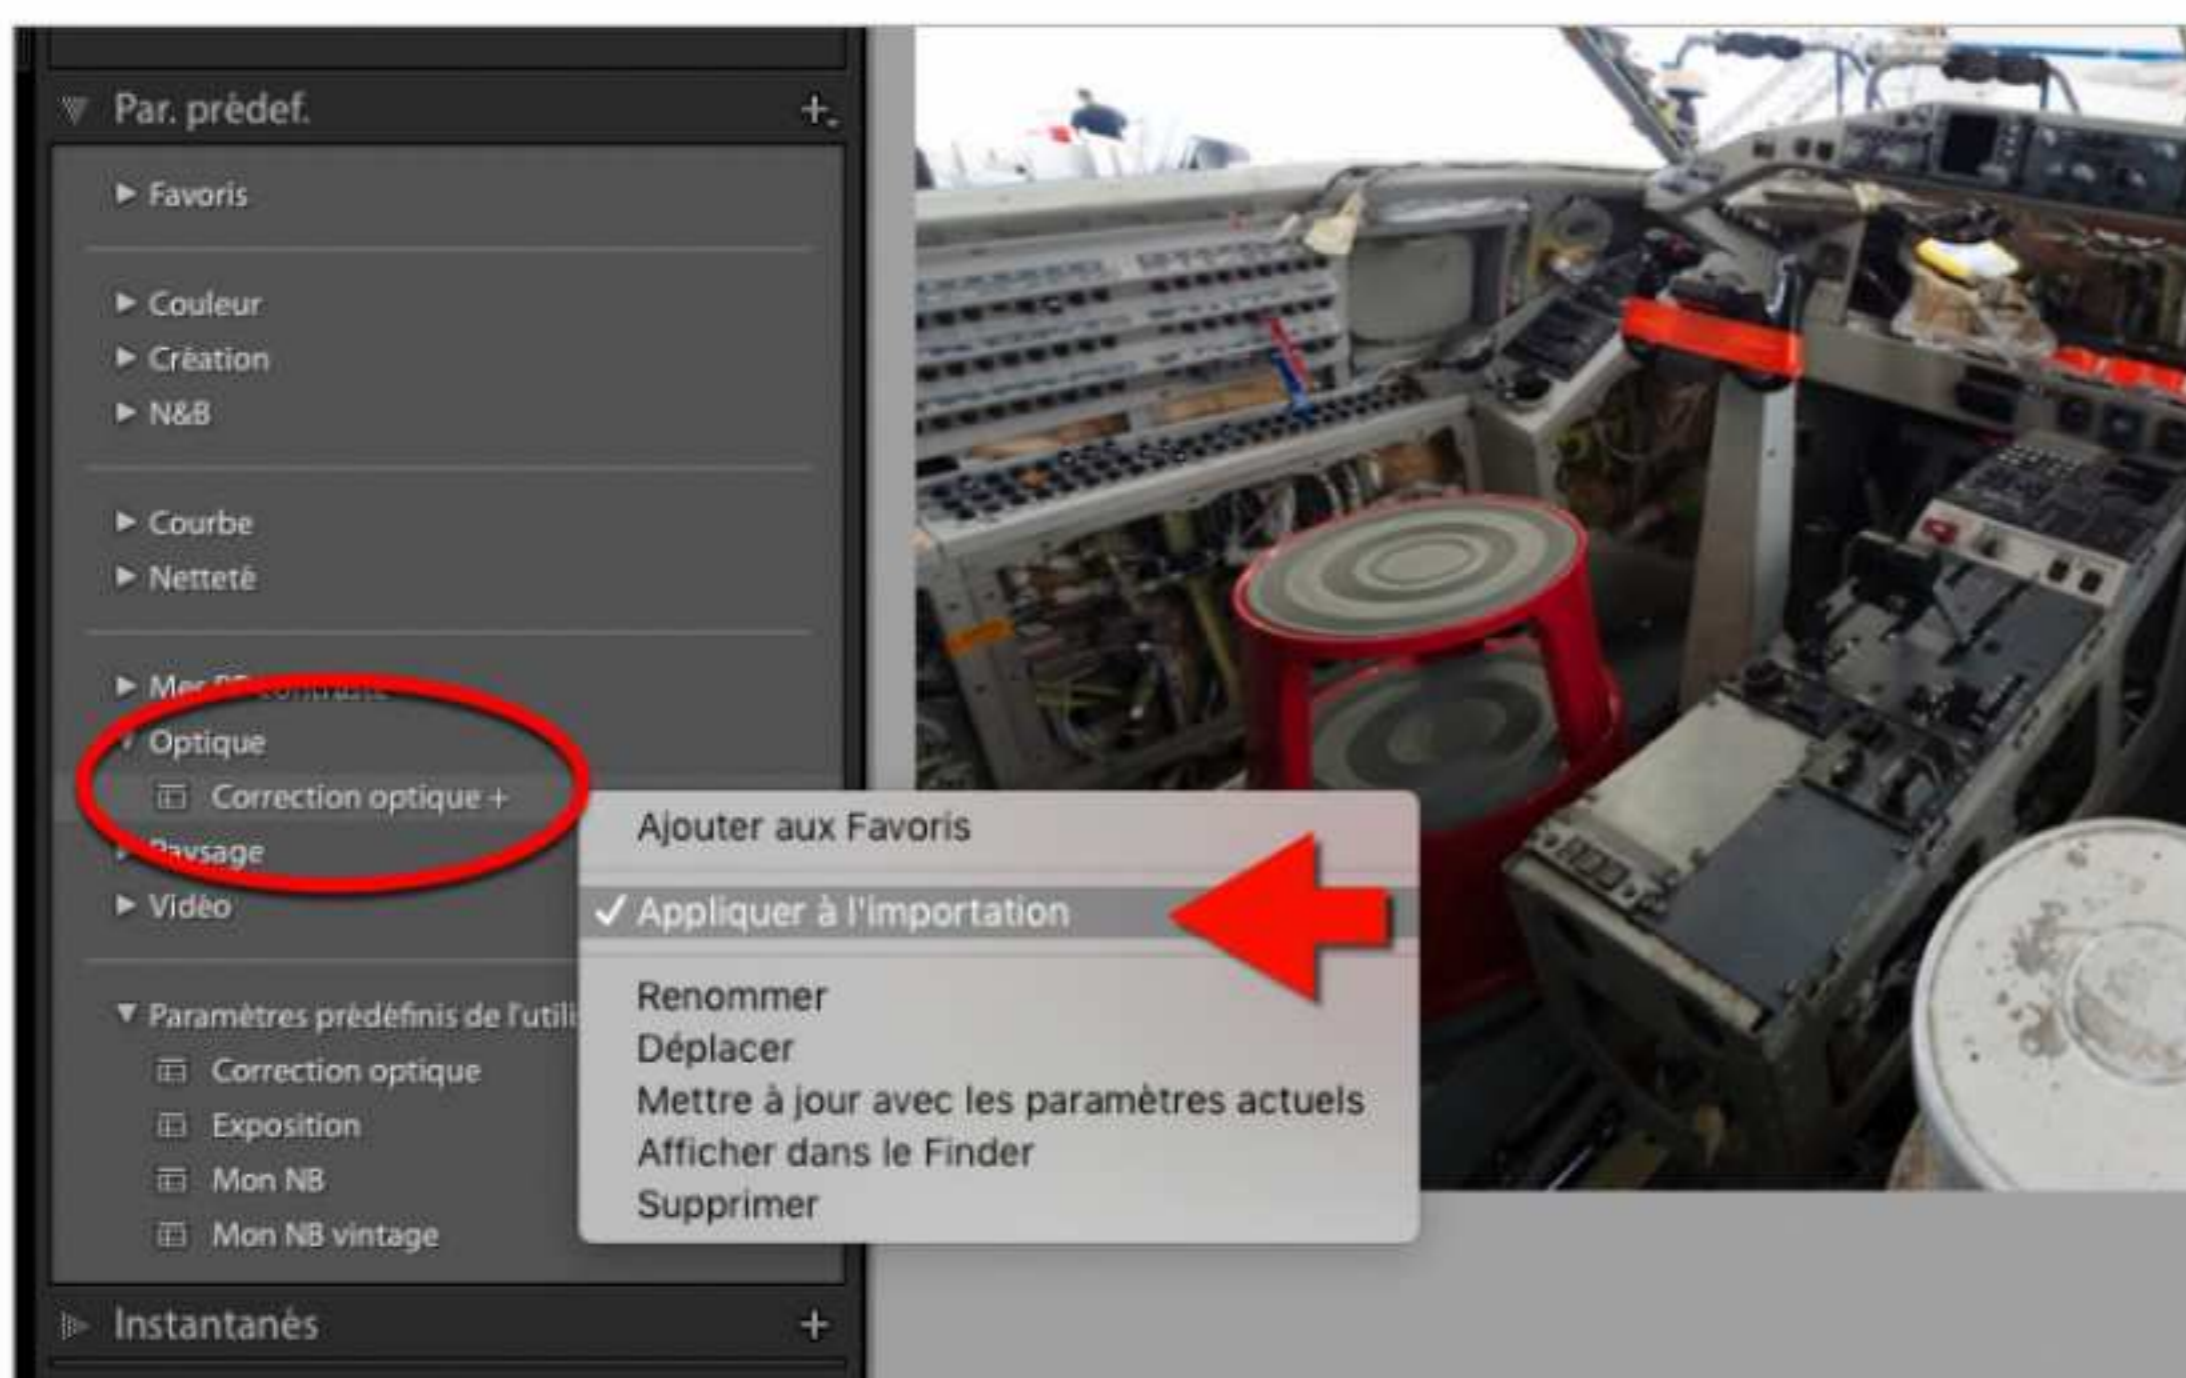 Par. prédef.
Favoris
Couleur
Création
N&B
Courbe
Netteté
Optique
Correction optique +
Paysage
Vidéo
Paramètres prédéfinis de l'utili
Correction optique
Exposition
Mon NB
Mon NB vintage
Instantanés
Ajouter aux Favoris
✓ Appliquer à l'importation
Renommer
Déplacer
Mettre à jour avec les paramètres actuels
Afficher dans le Finder
Supprimer